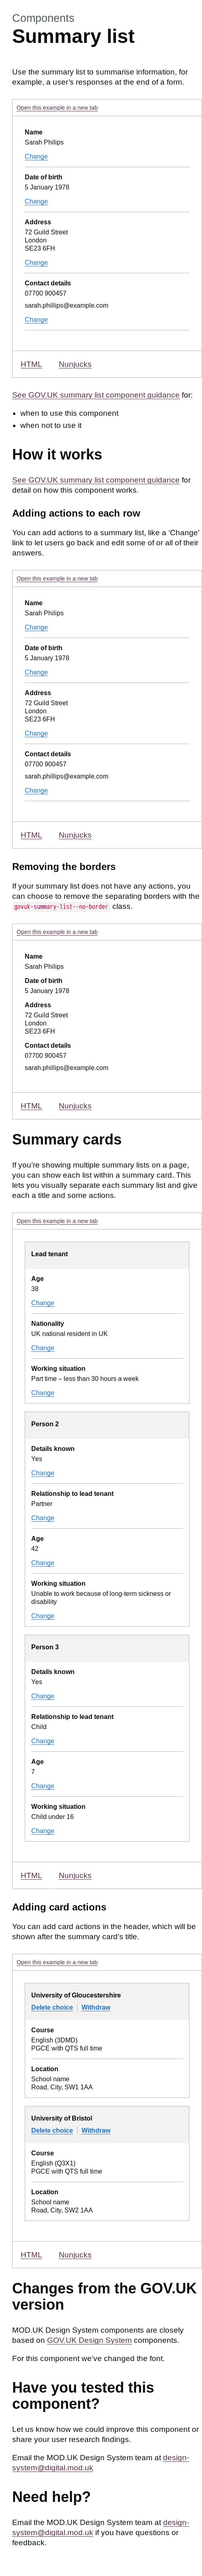 Components
Summary list
Use the summary list to summarise information, for
example, a user's responses at the end of a form.
Open this example in a new tab
Name
Sarah Philips
Change
Date of birth
5 January 1978
Change
Address
72 Guild Street
London
SE23 6FH
Change
Contact details
07700 900457
sarah.phillips@example.com
Change
HTML Nunjucks
See GOV.UK summary list component guidance for:
• when to use this component
• when not to use it
How it works
See GOV.UK summary list component guidance for
detail on how this component works.
Adding actions to each row
You can add actions to a summary list, like a 'Change'
link to let users go back and edit some of or all of their
answers.
Open this example in a new tab
Name
Sarah Philips
Change
Date of birth
5 January 1978
Change
Address
72 Guild Street
London
SE23 6FH
Change
Contact details
07700 900457
sarah.phillips@example.com
Change
HTML Nunjucks
Removing the borders
If your summary list does not have any actions, you
can choose to remove the separating borders with the
govuk-summary-list--no-border class.
Open this example in a new tab
Name
Sarah Philips
Date of birth
5 January 1978
Address
72 Guild Street
London
SE23 6FH
Contact details
07700 900457
sarah.phillips@example.com
HTML Nunjucks
Summary cards
If you're showing multiple summary lists on a page,
you can show each list within a summary card. This
lets you visually separate each summary list and give
each a title and some actions.
Open this example in a new tab
Lead tenant
Age
38
Change
Nationality
UK national resident in UK
Change
Working situation
Part time – less than 30 hours a week
Change
Person 2
Details known
Yes
Change
Relationship to lead tenant
Partner
Change
Age
42
Change
Working situation
Unable to work because of long-term sickness or
disability
Change
Person 3
Details known
Yes
Change
Relationship to lead tenant
Child
Change
Age
7
Change
Working situation
Child under 16
Change
HTML Nunjucks
Adding card actions
You can add card actions in the header, which will be
shown after the summary card's title.
Open this example in a new tab
University of Gloucestershire
Delete choice Withdraw
Course
English (3DMD)
PGCE with QTS full time
Location
School name
Road, City, SW1 1AA
University of Bristol
Delete choice Withdraw
Course
English (Q3X1)
PGCE with QTS full time
Location
School name
Road, City, SW2 1AA
HTML Nunjucks
Changes from the GOV.UK
version
MOD.UK Design System components are closely
based on GOV.UK Design System components.
For this component we've changed the font.
Have you tested this
component?
Let us know how we could improve this component or
share your user research findings.
Email the MOD.UK Design System team at design-
system@digital.mod.uk
Need help?
Email the MOD.UK Design System team at design-
system@digital.mod.uk if you have questions or
feedback.